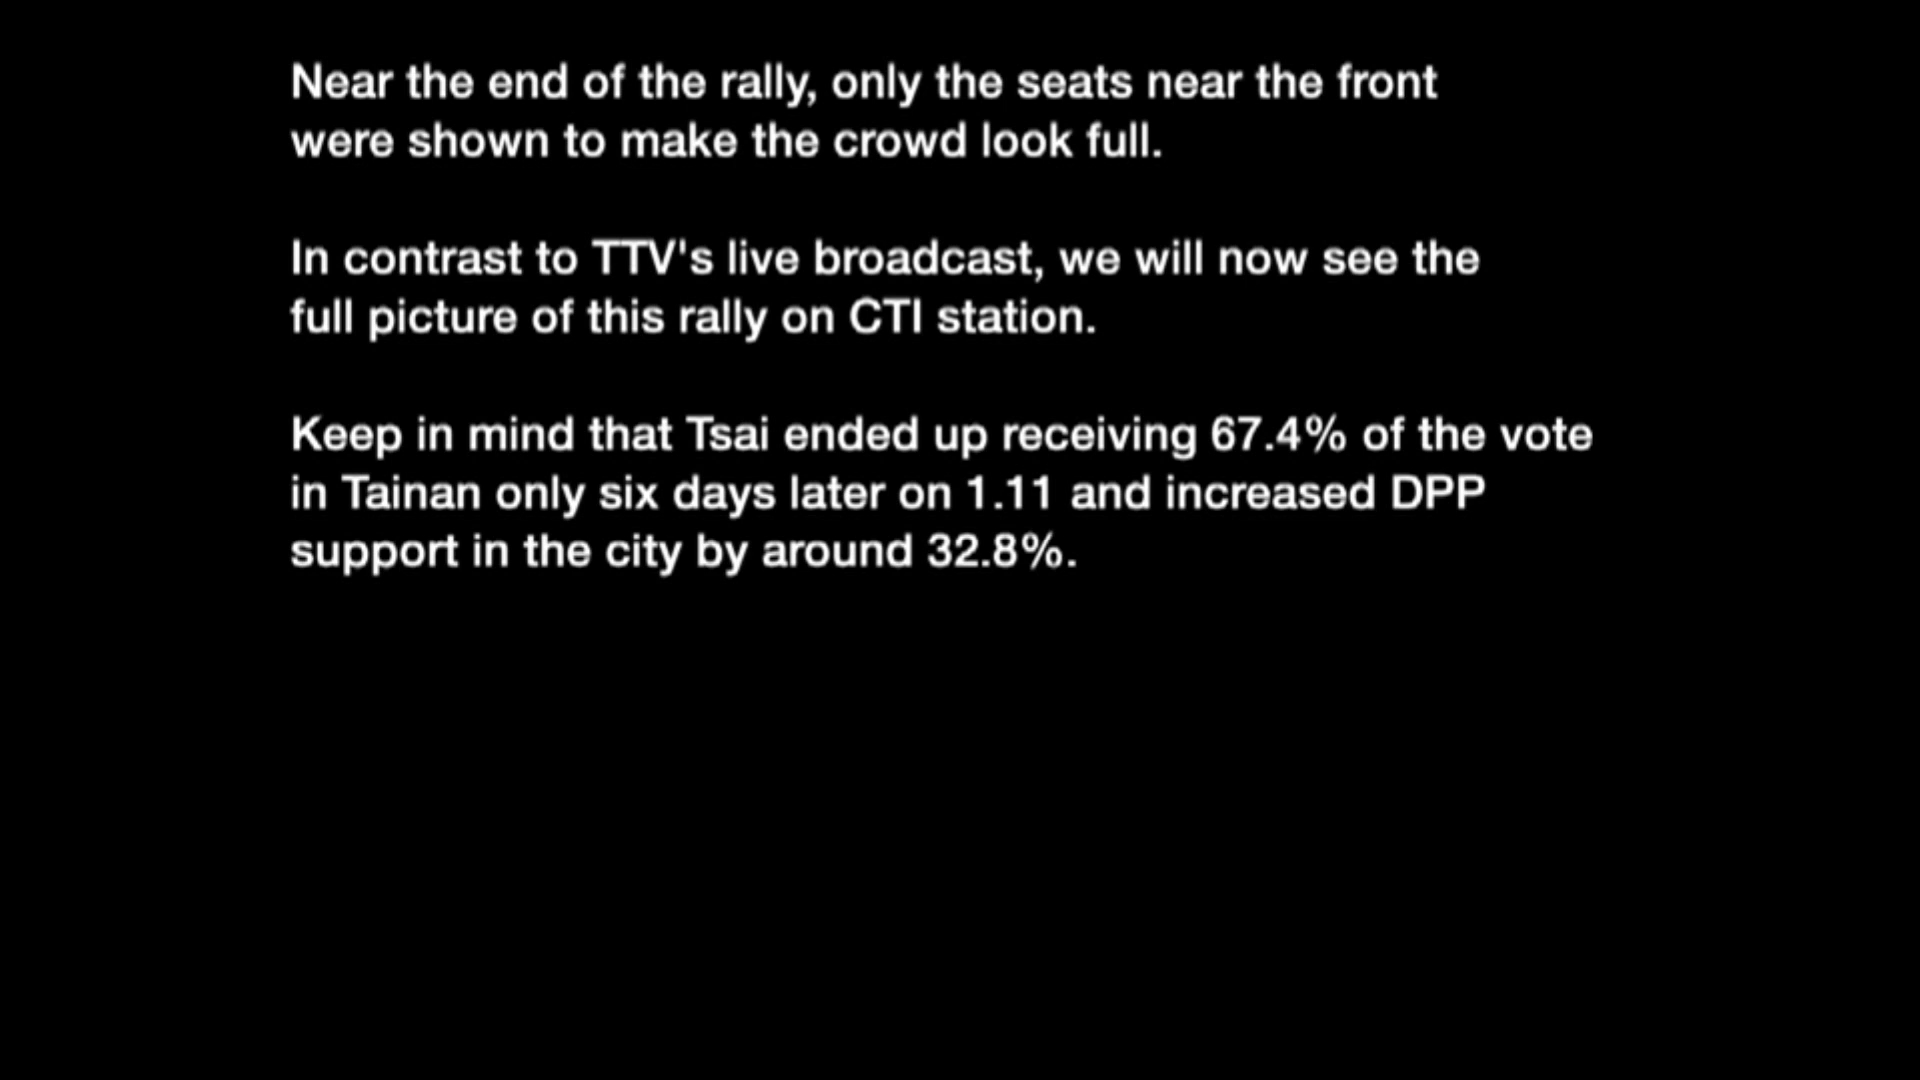 Near the end of the rally, only the seats near the front
were shown to make the crowd look full.
In contrast to TTV's live broadcast, we will now see the
full picture of this rally on CTI station.
Keep in mind that Tsai ended up receiving 67.4% of the vote
in Tainan only six days later on 1.11 and increased DPP
support in the city by around 32.8%.